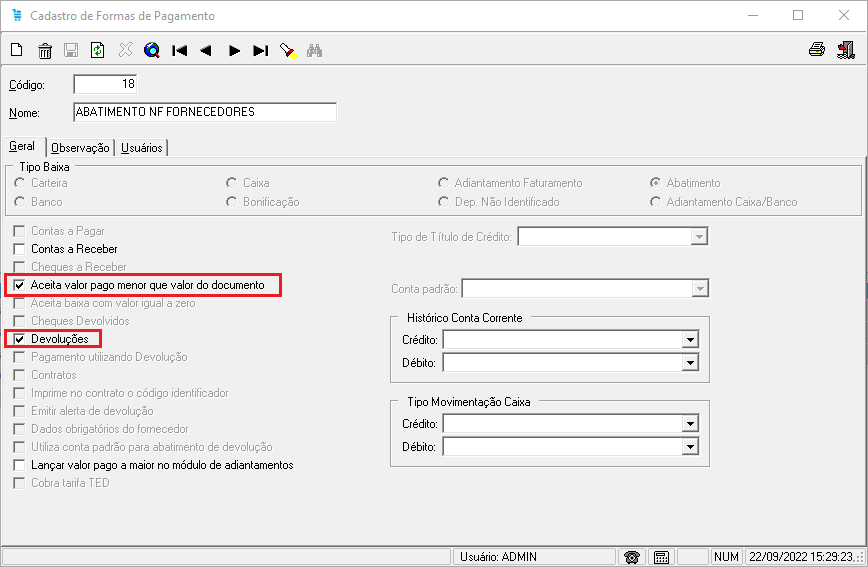 Cadastro de Formas de Pagamento
Código: 18
Nome: ABATIMENTO NF FORNECEDORES
Geral Observação Usuários
Tipo Baixa
Carteira Caixa Adiantamento Faturamento Abatimento
Banco Bonificação Dep. Não Identificado Adiantamento Caixa/Banco
Contas a Pagar
Contas a Receber
Cheques a Receber
Aceita valor pago menor que valor do documento
Aceita baixa com valor igual a zero
Cheques Devolvidos
Devoluções
Pagamento utilizando Devolução
Contratos
Imprime no contrato o código identificador
Emitir alerta de devolução
Dados obrigatórios do fornecedor
Utiliza conta padrão para abatimento de devolução
Lançar valor pago a maior no módulo de adiantamentos
Cobra tarifa TED
Tipo de Título de Crédito:
Conta padrão:
Histórico Conta Corrente
Crédito:
Débito:
Tipo Movimentação Caixa
Crédito:
Débito:
Usuário: ADMIN NUM 22/09/2022 15:29:23